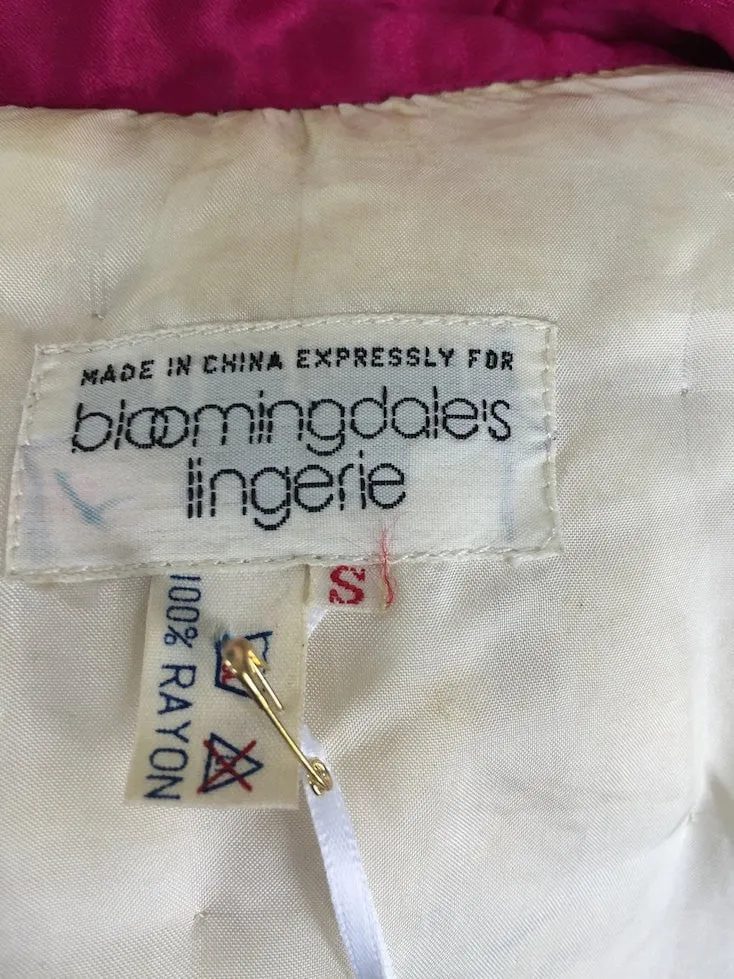 MADE IN CHINA EXPRESSLY FOR
bloomingdale's
lingerie
S
100% RAYON